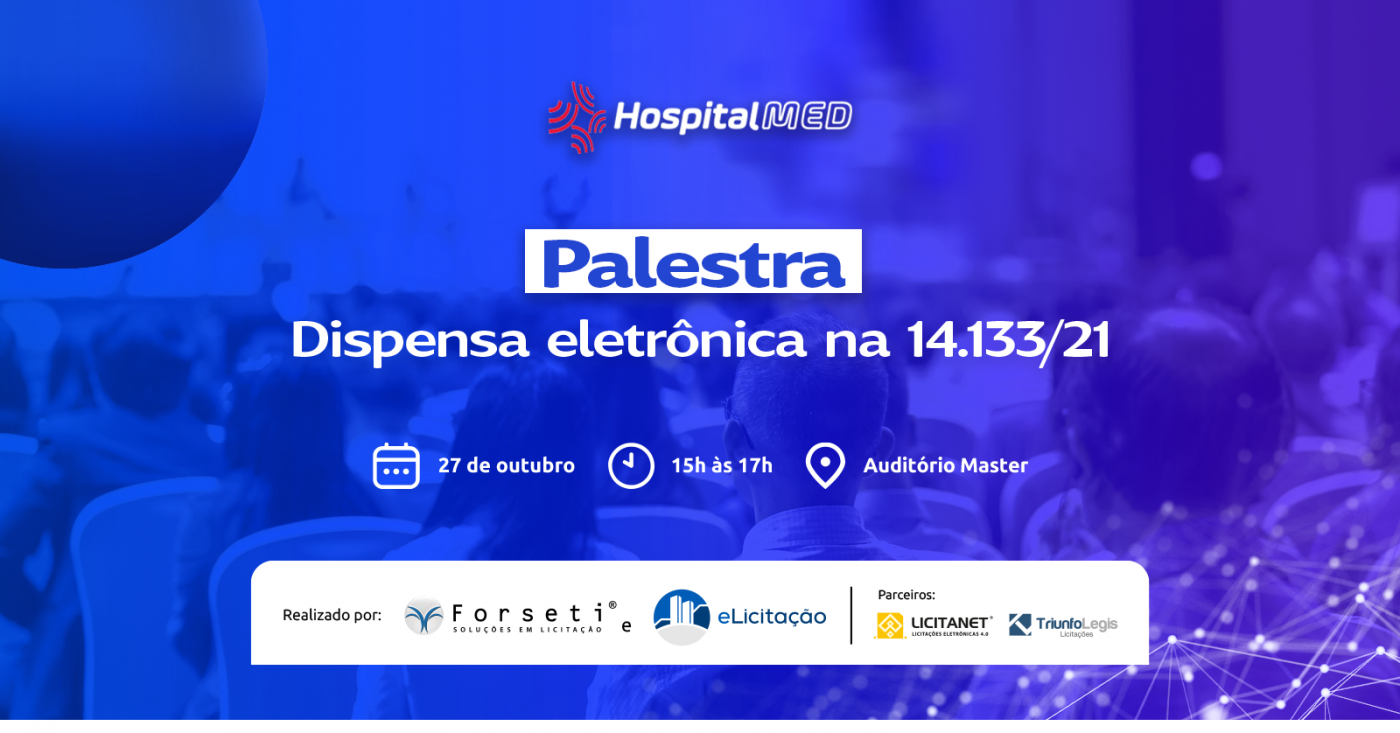 HospitalMED
Palestra
Dispensa eletrônica na 14.133/21
27 de outubro
15h às 17h
Auditório Master
Realizado por:
Forseti®
SOLUÇÕES EM LICITAÇÃO
e
eLicitação
Parceiros:
LICITANET®
LICITAÇÕES ELETRÔNICAS 4.0
TriunfoLegis
Licitações